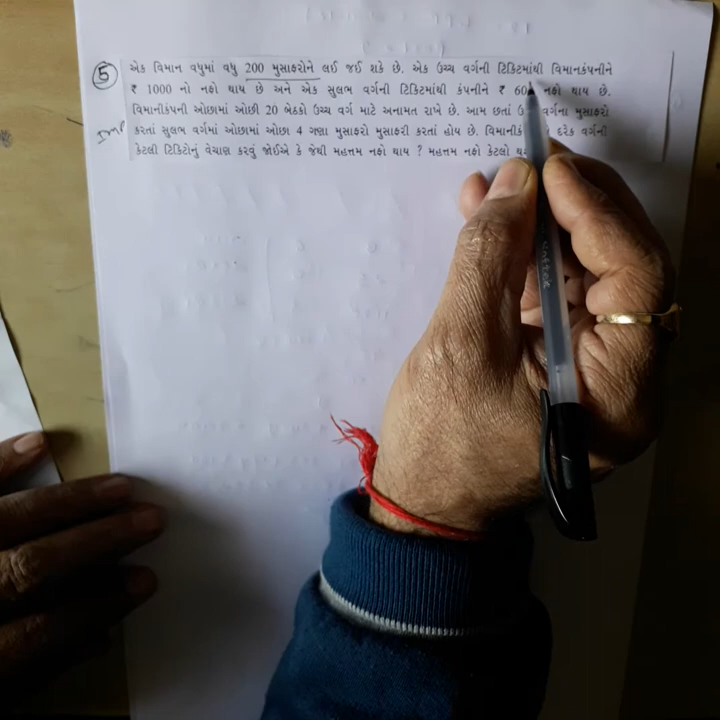 ⑤ એક વિમાન વધુમાં વધુ 200 મુસાફરોને લઈ જઈ શકે છે. એક ઉચ્ચ વર્ગની ટિકિટમાંથી વિમાનકંપનીને
₹ 1000 નો નફો થાય છે અને એક સુલભ વર્ગની ટિકિટમાંથી કંપનીને ₹ 60 નફો થાય છે.
વિમાનીકંપની ઓછામાં ઓછી 20 બેઠકો ઉચ્ચ વર્ગ માટે અનામત રાખે છે. આમ છતાં વર્ગના મુસાફરો
Imp કરતાં સુલભ વર્ગમાં ઓછામાં ઓછા 4 ગણા મુસાફરો મુસાફરી કરતાં હોય છે. દરેક વર્ગની
કેટલી ટિકિટોનું વેચાણ કરવું જોઈએ કે જેથી મહત્તમ નફો થાય ? મહત્તમ નફો કેટલો